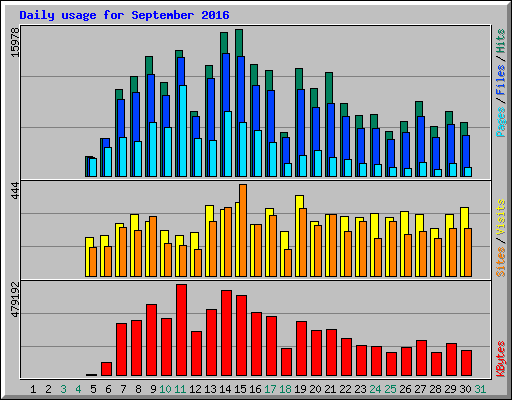 Daily usage for September 2016
15978
444
479192
Pages / Files / Hits
Sites / Visits
KBytes
1 2 3 4 5 6 7 8 9 10 11 12 13 14 15 16 17 18 19 20 21 22 23 24 25 26 27 28 29 30 31